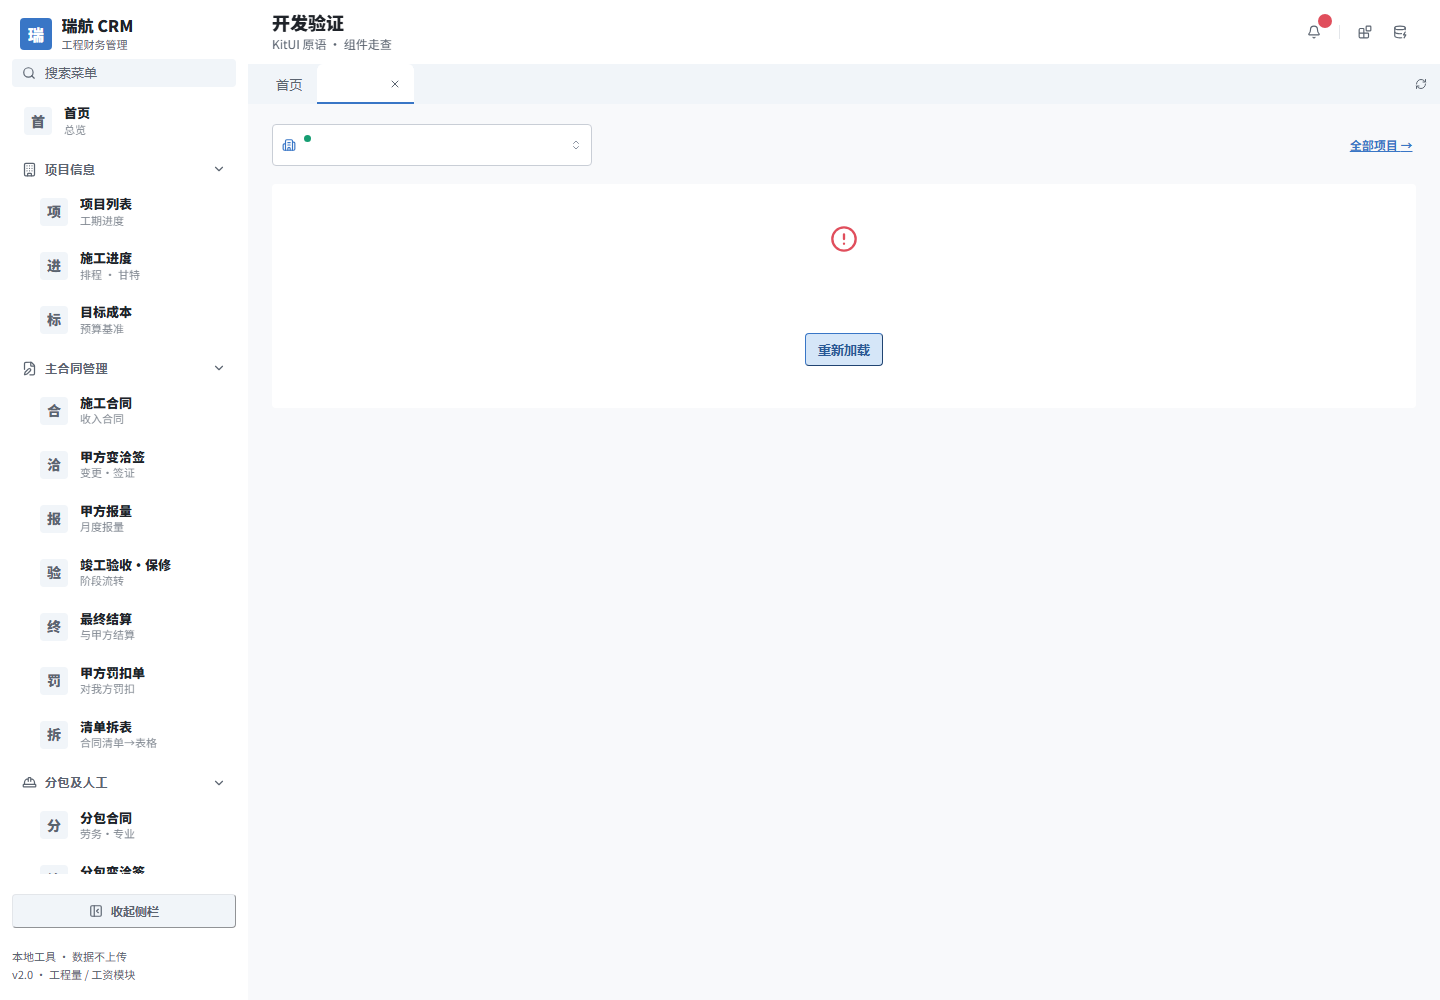 瑞
瑞航 CRM
工程财务管理
搜索菜单
首
首页
总览
项目信息
项
项目列表
工期进度
进
施工进度
排程 · 甘特
标
目标成本
预算基准
主合同管理
合
施工合同
收入合同
洽
甲方变洽签
变更·签证
报
甲方报量
月度报量
验
竣工验收·保修
阶段流转
终
最终结算
与甲方结算
罚
甲方罚扣单
对我方罚扣
拆
清单拆表
合同清单→表格
分包及人工
分
分包合同
劳务·专业
分包变洽签
收起侧栏
本地工具 · 数据不上传
v2.0 · 工程量 / 工资模块
开发验证
KitUI 原语 · 组件走查
首页
全部项目 →
重新加载